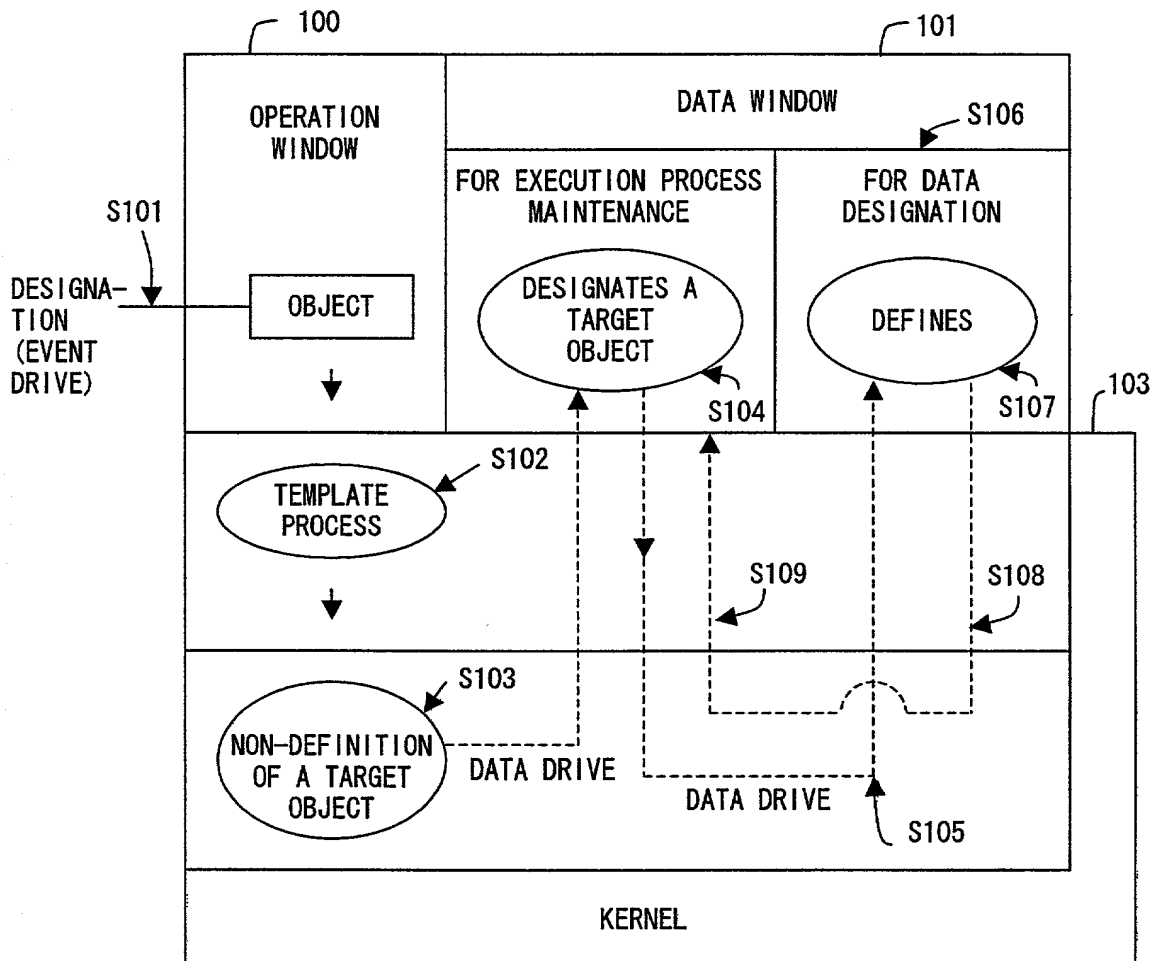 100
101
OPERATION
WINDOW
DATA WINDOW
S106
FOR EXECUTION PROCESS
MAINTENANCE
FOR DATA
DESIGNATION
S101
DESIGNA-
TION
(EVENT
DRIVE)
OBJECT
DESIGNATES A
TARGET
OBJECT
DEFINES
S104
S107
103
S102
TEMPLATE
PROCESS
S109
S108
S103
NON-DEFINITION
OF A TARGET
OBJECT
DATA DRIVE
DATA DRIVE
S105
KERNEL